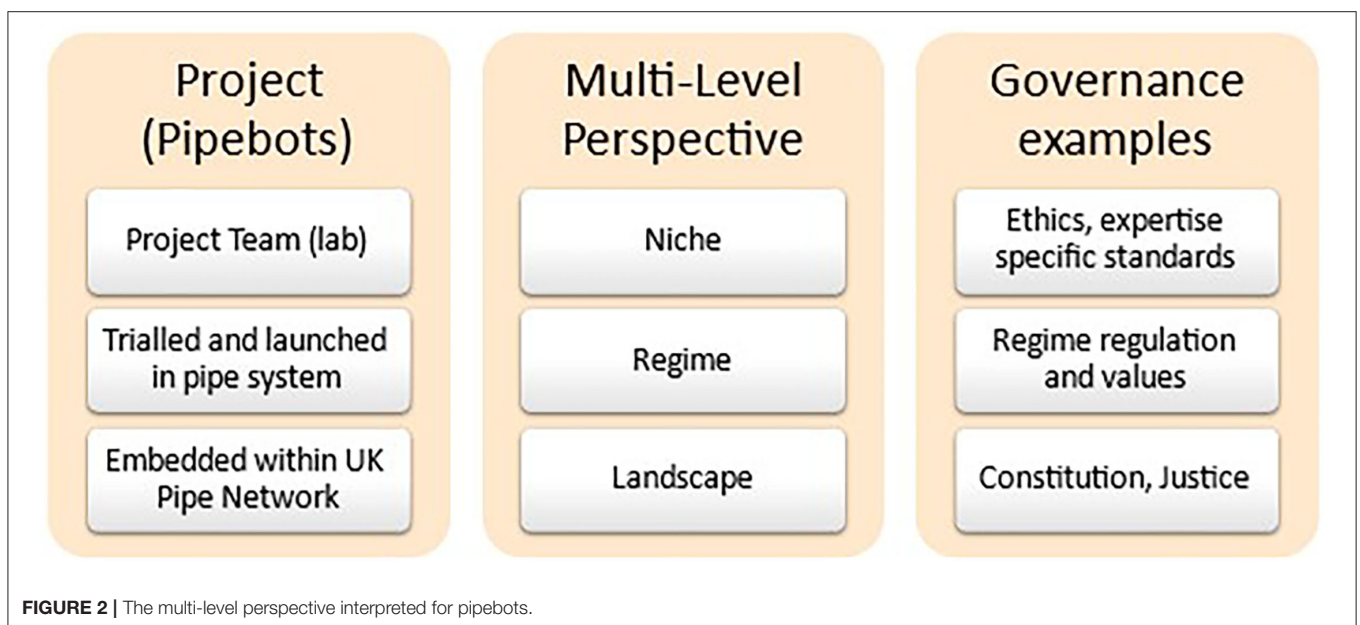 Project
(Pipebots)
Project Team (lab)
Trialled and launched
in pipe system
Embedded within UK
Pipe Network
Multi-Level
Perspective
Niche
Regime
Landscape
Governance
examples
Ethics, expertise
specific standards
Regime regulation
and values
Constitution, Justice
FIGURE 2 | The multi-level perspective interpreted for pipebots.